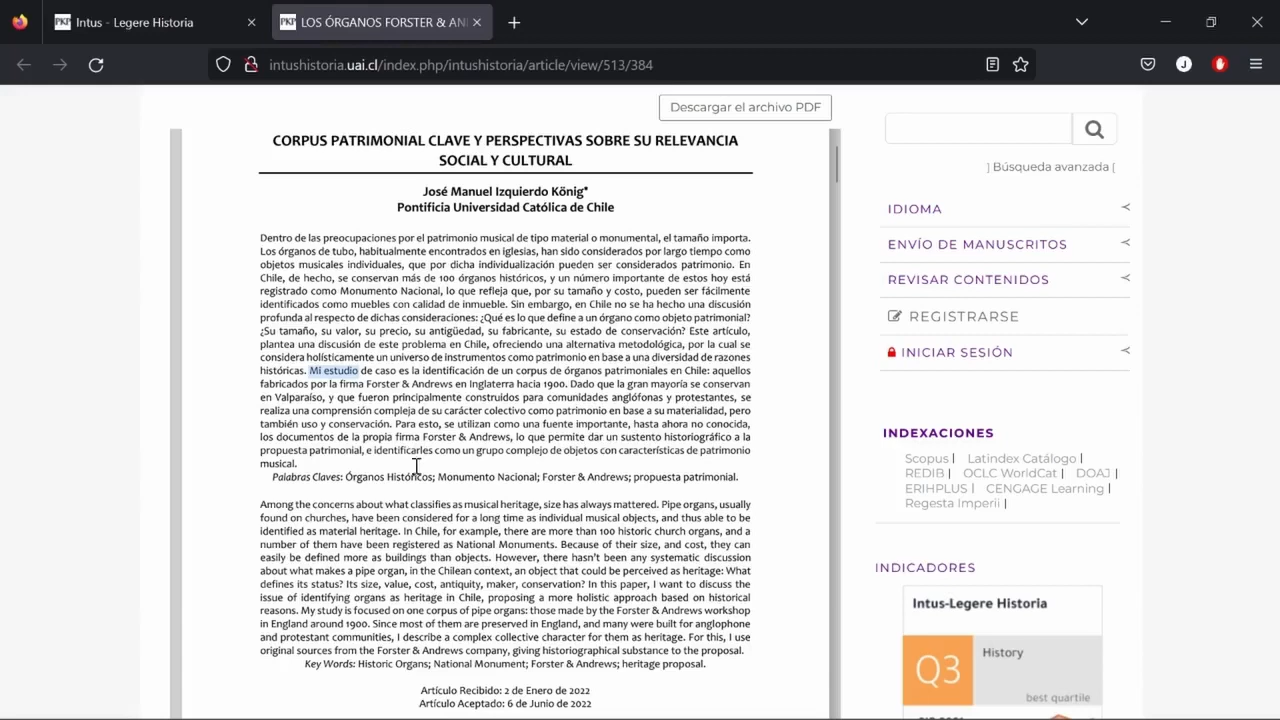 Intus - Legere Historia
LOS ÓRGANOS FORSTER & AN
intushistoria.uai.cl/index.php/intushistoria/article/view/513/384
J
Descargar el archivo PDF
CORPUS PATRIMONIAL CLAVE Y PERSPECTIVAS SOBRE SU RELEVANCIA
SOCIAL Y CULTURAL
José Manuel Izquierdo König*
Pontificia Universidad Católica de Chile
Dentro de las preocupaciones por el patrimonio musical de tipo material o monumental, el tamaño importa.
Los órganos de tubo, habitualmente encontrados en iglesias, han sido considerados por largo tiempo como
objetos musicales individuales, que por dicha individualización pueden ser considerados patrimonio. En
Chile, de hecho, se conservan más de 100 órganos históricos, y un número importante de estos hoy está
registrado como Monumento Nacional, lo que refleja que, por su tamaño y costo, pueden ser fácilmente
identificados como muebles con calidad de inmueble. Sin embargo, en Chile no se ha hecho una discusión
profunda al respecto de dichas consideraciones: ¿Qué es lo que define a un órgano como objeto patrimonial?
¿Su tamaño, su valor, su precio, su antigüedad, su fabricante, su estado de conservación? Este artículo,
plantea una discusión de este problema en Chile, ofreciendo una alternativa metodológica, por la cual se
considera holísticamente un universo de instrumentos como patrimonio en base a una diversidad de razones
históricas. Mi estudio de caso es la identificación de un corpus de órganos patrimoniales en Chile: aquellos
fabricados por la firma Forster & Andrews en Inglaterra hacia 1900. Dado que la gran mayoría se conservan
en Valparaíso, y que fueron principalmente construidos para comunidades anglófonas y protestantes, se
realiza una comprensión compleja de su carácter colectivo como patrimonio en base a su materialidad, pero
también uso y conservación. Para esto, se utilizan como una fuente importante, hasta ahora no conocida,
los documentos de la propia firma Forster & Andrews, lo que permite dar un sustento historiográfico a la
propuesta patrimonial, e identificarles como un grupo complejo de objetos con características de patrimonio
musical.
Palabras Claves: Órganos Históricos; Monumento Nacional; Forster & Andrews; propuesta patrimonial.
Among the concerns about what classifies as musical heritage, size has always mattered. Pipe organs, usually
found on churches, have been considered for a long time as individual musical objects, and thus able to be
identified as material heritage. In Chile, for example, there are more than 100 historic church organs, and a
number of them have been registered as National Monuments. Because of their size, and cost, they can
easily be defined more as buildings than objects. However, there hasn't been any systematic discussion
about what makes a pipe organ, in the Chilean context, an object that could be perceived as heritage: What
defines its status? Its size, value, cost, antiquity, maker, conservation? In this paper, I want to discuss the
issue of identifying organs as heritage in Chile, proposing a more holistic approach based on historical
reasons. My study is focused on one corpus of pipe organs: those made by the Forster & Andrews workshop
in England around 1900. Since most of them are preserved in England, and many were built for anglophone
and protestant communities, I describe a complex collective character for them as heritage. For this, I use
original sources from the Forster & Andrews company, giving historiographical substance to the proposal.
Key Words: Historic Organs; National Monument; Forster & Andrews; heritage proposal.
Artículo Recibido: 2 de Enero de 2022
Artículo Aceptado: 6 de Junio de 2022
] Búsqueda avanzada [
IDIOMA
ENVÍO DE MANUSCRITOS
REVISAR CONTENIDOS
REGISTRARSE
INICIAR SESIÓN
INDEXACIONES
Scopus | Latindex Catálogo |
REDIB | OCLC WorldCat | DOAJ |
ERIHPLUS | CENGAGE Learning |
Regesta Imperii |
INDICADORES
Intus-Legere Historia
Q3
History
best quartile